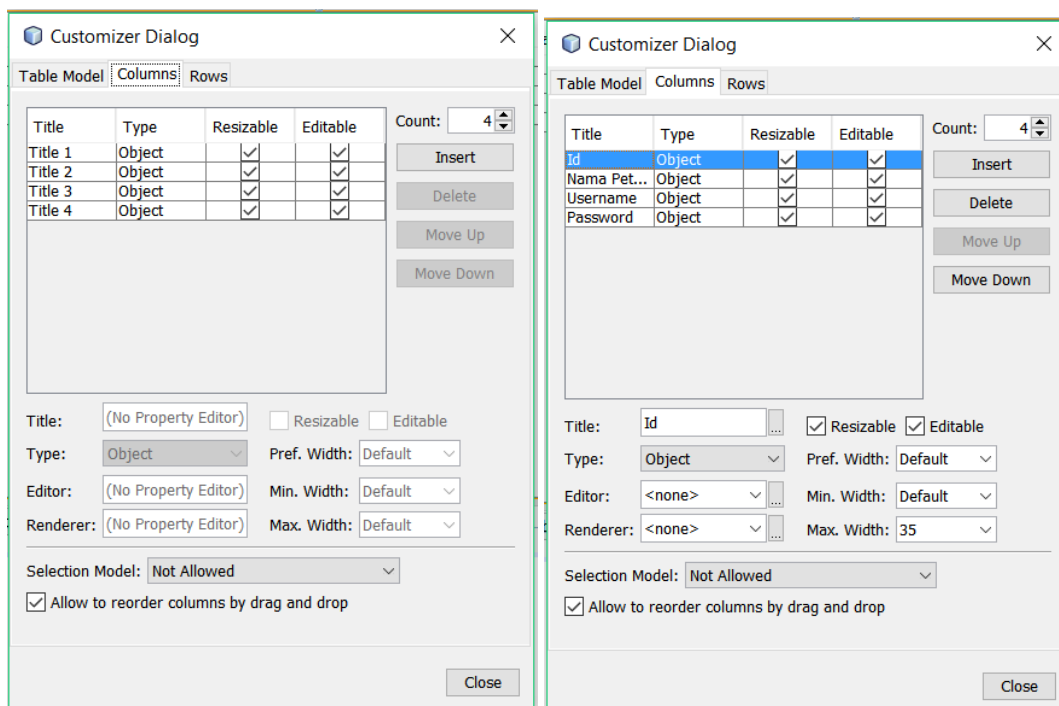 Customizer Dialog
Table Model Columns Rows
Title Type Resizable Editable
Title 1 Object
Title 2 Object
Title 3 Object
Title 4 Object
Count: 4
Insert
Delete
Move Up
Move Down
Title: (No Property Editor) Resizable Editable
Type: Object Pref. Width: Default
Editor: (No Property Editor) Min. Width: Default
Renderer: (No Property Editor) Max. Width: Default
Selection Model: Not Allowed
Allow to reorder columns by drag and drop
Close
Customizer Dialog
Table Model Columns Rows
Title Type Resizable Editable
Id Object
Nama Pet... Object
Username Object
Password Object
Count: 4
Insert
Delete
Move Up
Move Down
Title: Id ... Resizable Editable
Type: Object Pref. Width: Default
Editor: <none> ... Min. Width: Default
Renderer: <none> ... Max. Width: 35
Selection Model: Not Allowed
Allow to reorder columns by drag and drop
Close